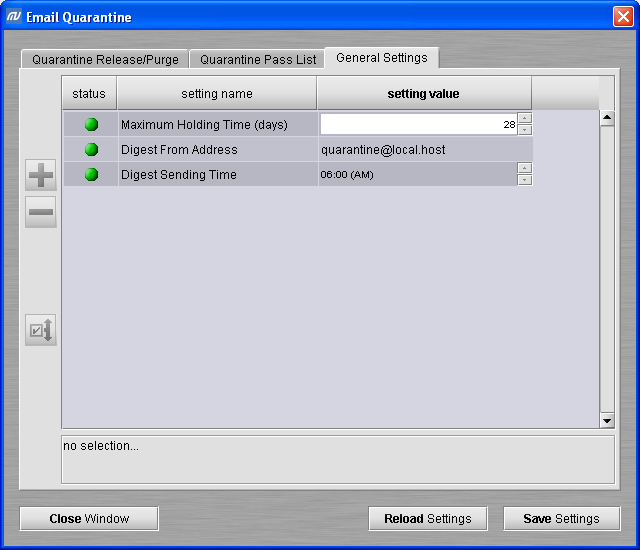 Email Quarantine
Quarantine Release/Purge Quarantine Pass List General Settings
status setting name setting value
Maximum Holding Time (days) 28
Digest From Address quarantine@local.host
Digest Sending Time 06:00 (AM)
no selection...
Close Window Reload Settings Save Settings